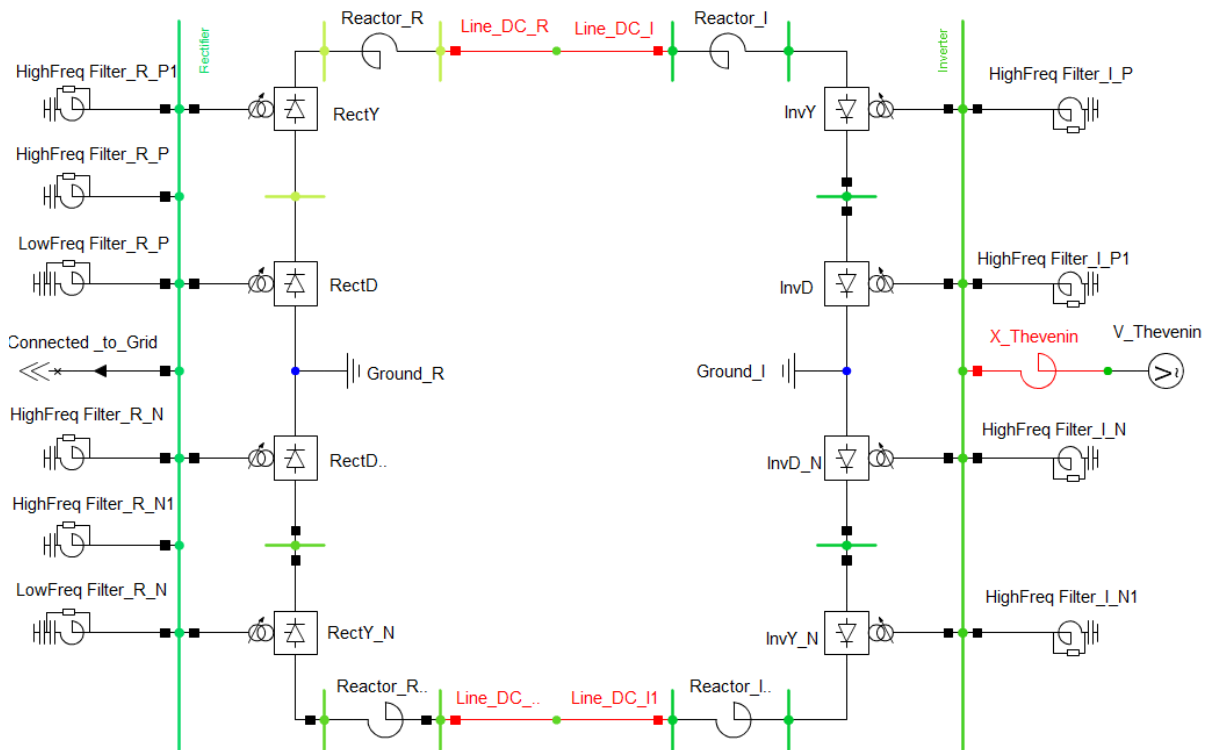 Reactor_R
Line_DC_R
Line_DC_I
Reactor_I
Rectifier
Inverter
HighFreq Filter_R_P1
RectY
InvY
HighFreq Filter_I_P
HighFreq Filter_R_P
LowFreq Filter_R_P
RectD
InvD
HighFreq Filter_I_P1
Connected _to_Grid
Ground_R
Ground_I
X_Thevenin
V_Thevenin
V~
HighFreq Filter_R_N
RectD..
InvD_N
HighFreq Filter_I_N
HighFreq Filter_R_N1
LowFreq Filter_R_N
RectY_N
InvY_N
HighFreq Filter_I_N1
Reactor_R..
Line_DC_..
Line_DC_I1
Reactor_I..